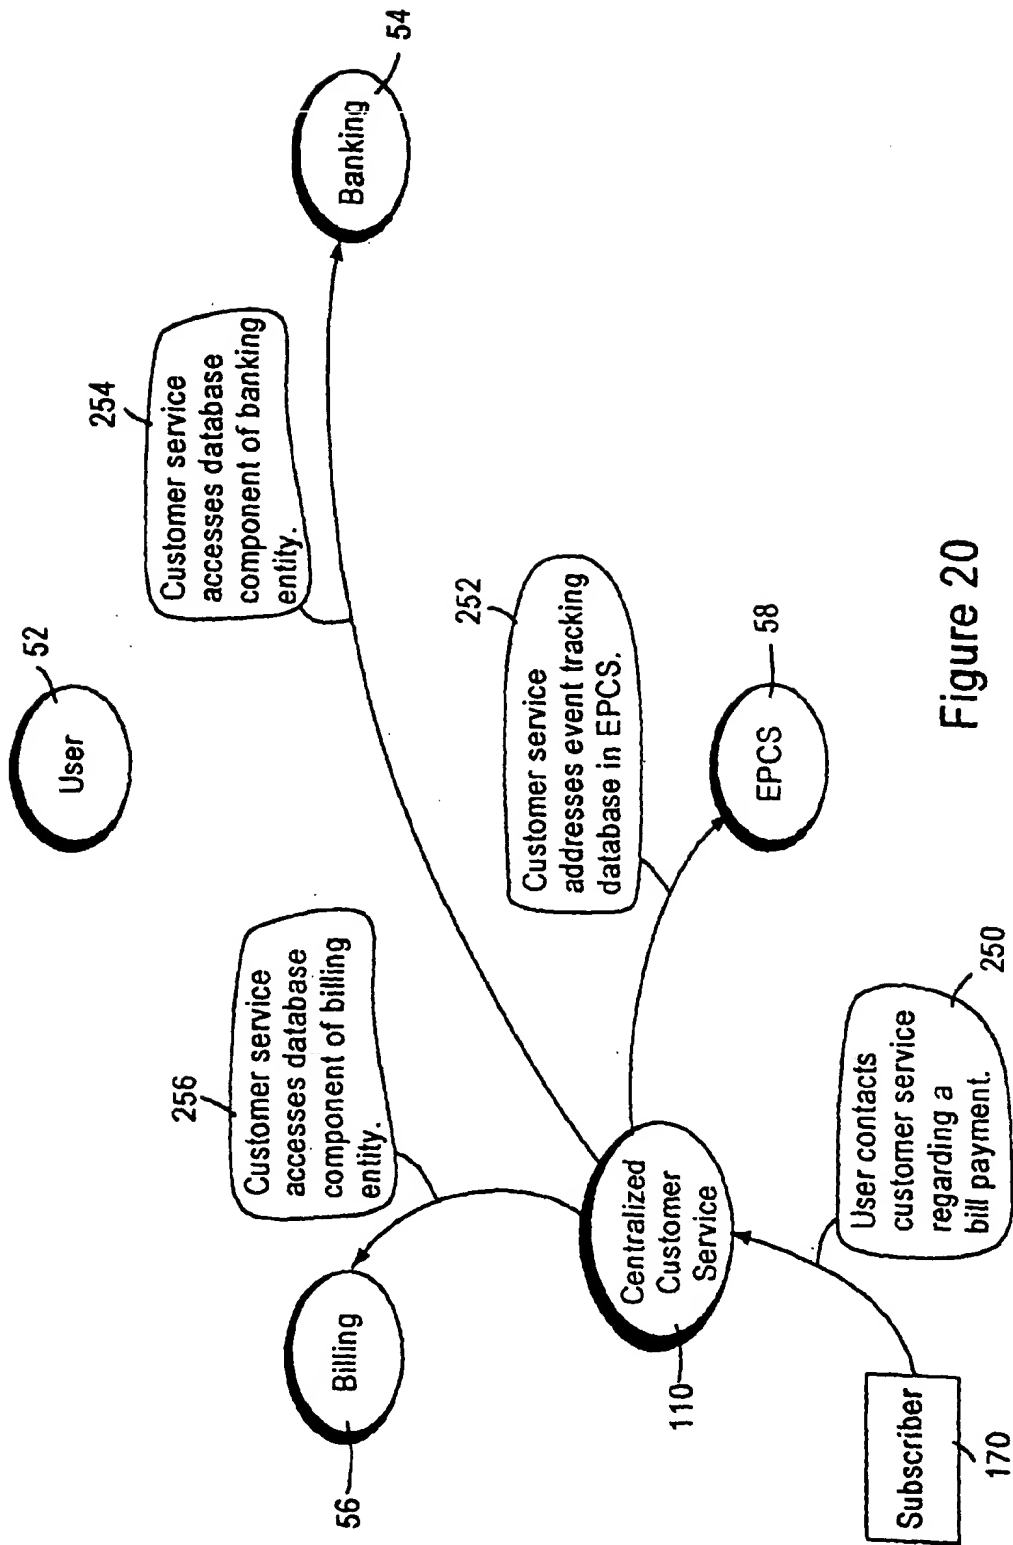 52
User
254
Customer service
accesses database
component of banking
entity.
54
Banking
256
Customer service
accesses database
component of billing
entity.
56
Billing
252
Customer service
addresses event tracking
database in EPCS.
Centralized
Customer
Service
110
58
EPCS
250
User contacts
customer service
regarding a
bill payment.
Subscriber
170
Figure 20